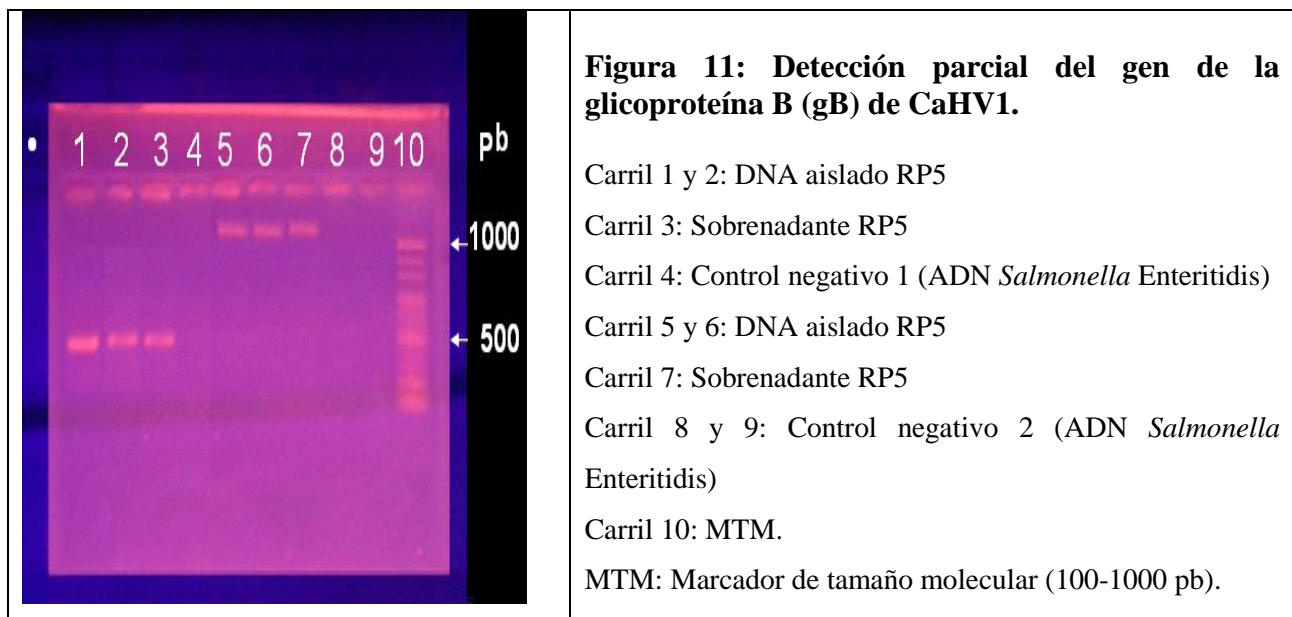 1 2 3 4 5 6 7 8 9 10 pb
1000
500
Figura 11: Detección parcial del gen de la
glicoproteína B (gB) de CaHV1.
Carril 1 y 2: DNA aislado RP5
Carril 3: Sobrenadante RP5
Carril 4: Control negativo 1 (ADN Salmonella Enteritidis)
Carril 5 y 6: DNA aislado RP5
Carril 7: Sobrenadante RP5
Carril 8 y 9: Control negativo 2 (ADN Salmonella
Enteritidis)
Carril 10: MTM.
MTM: Marcador de tamaño molecular (100-1000 pb).